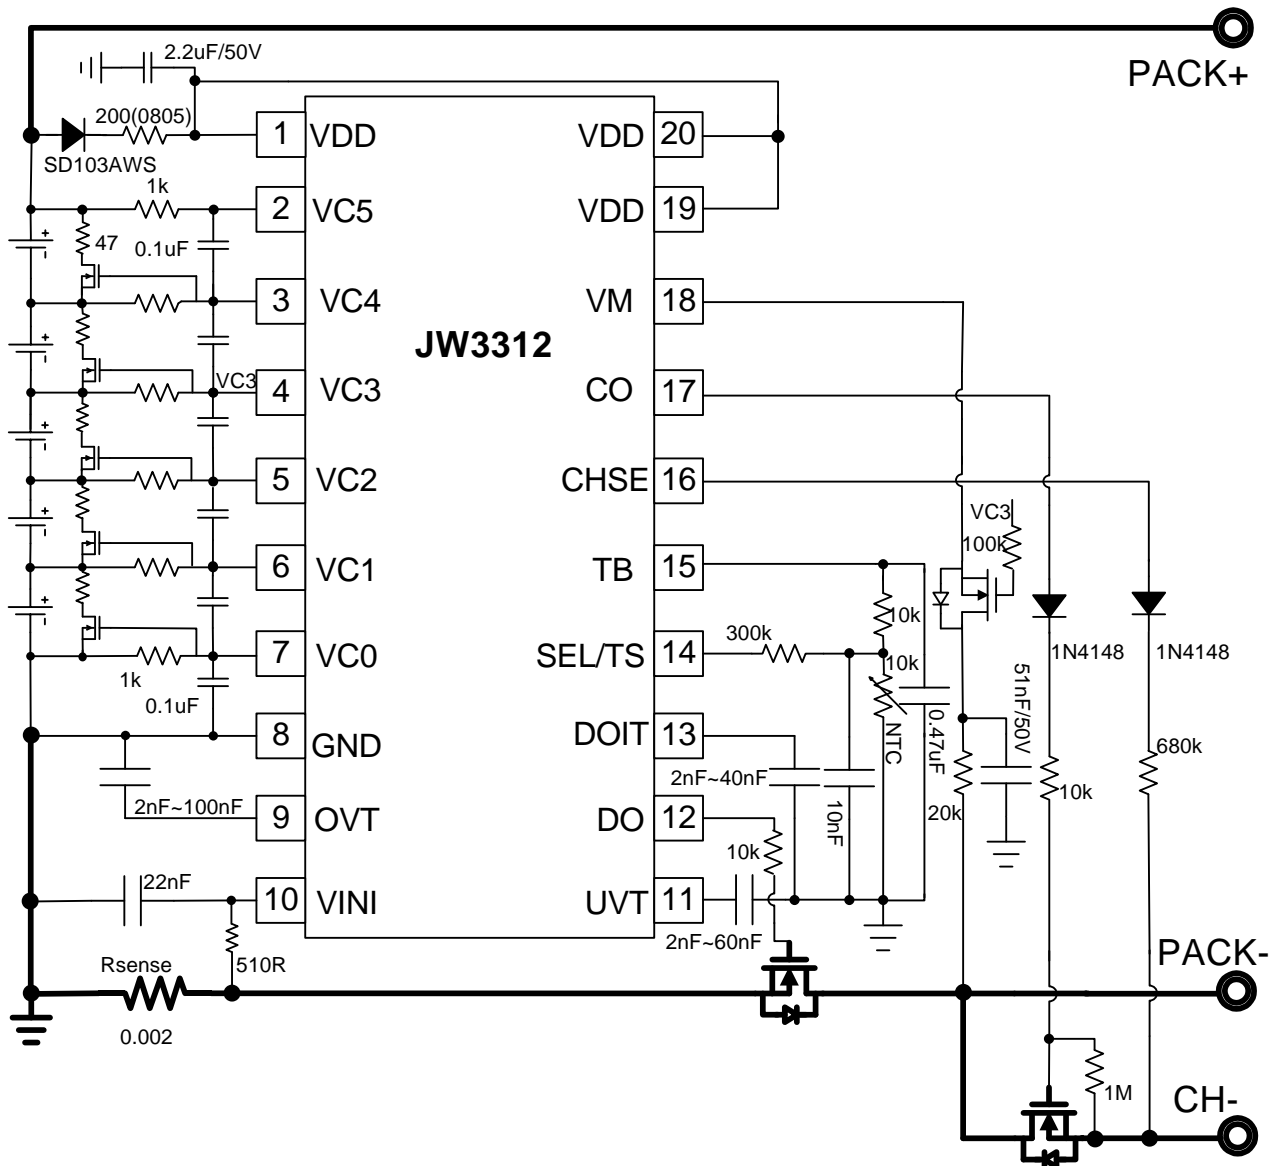 PACK+
2.2uF/50V
200(0805)
SD103AWS
1 VDD
VDD 20
1k
2 VC5
VDD 19
+
-
47
0.1uF
3 VC4
VM 18
JW3312
+
-
VC3
4 VC3
CO 17
+
-
5 VC2
CHSE 16
VC3
100k
+
-
6 VC1
TB 15
+
-
10k
300k
7 VC0
SEL/TS 14
10k
1N4148
1N4148
1k
0.1uF
NTC
0.47uF
51nF/50V
8 GND
DOIT 13
680k
2nF~40nF
10k
2nF~100nF
10nF
20k
9 OVT
DO 12
10k
22nF
10 VINI
UVT 11
2nF~60nF
Rsense
510R
PACK-
0.002
1M
CH-